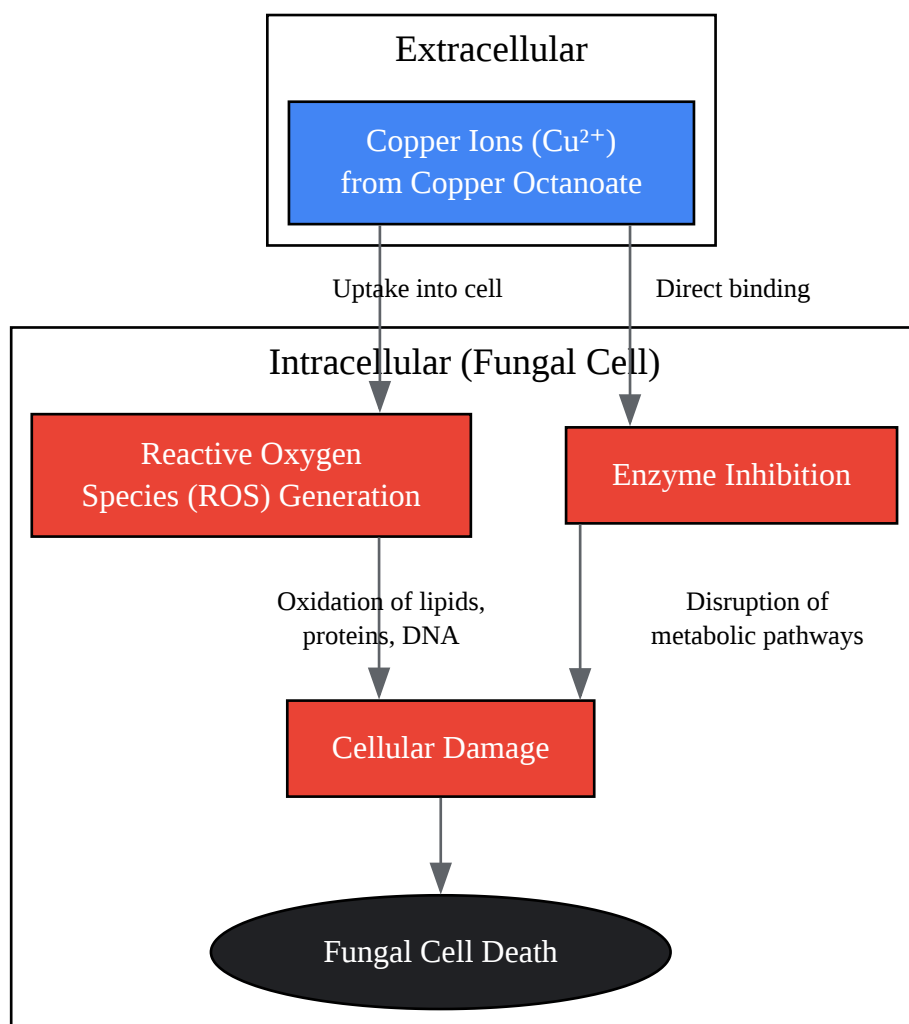 Extracellular
Copper Ions (Cu²⁺)
from Copper Octanoate
Uptake into cell
Direct binding
Intracellular (Fungal Cell)
Reactive Oxygen
Species (ROS) Generation
Enzyme Inhibition
Oxidation of lipids,
proteins, DNA
Disruption of
metabolic pathways
Cellular Damage
Fungal Cell Death